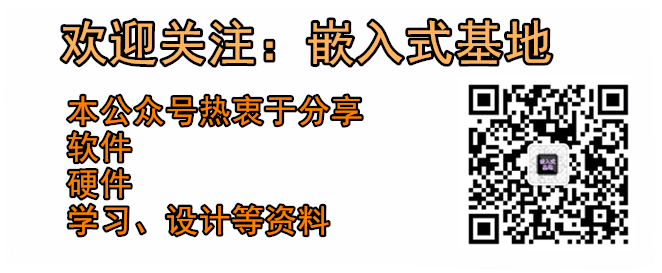 欢迎关注：嵌入式基地
本公众号热衷于分享
软件
硬件
学习、设计等资料
嵌入式
基地